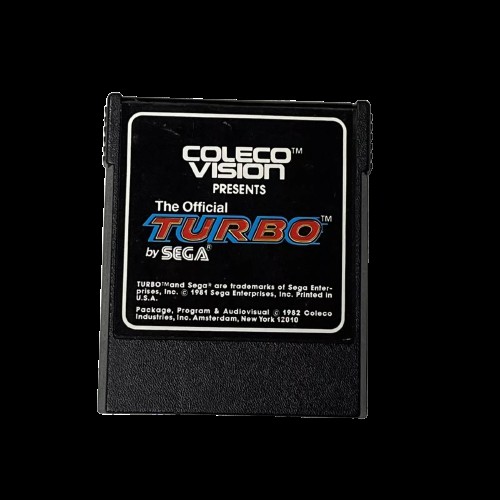 COLECO™
VISION
PRESENTS
The Official
TURBO™
by SEGA®
TURBO™and Sega® are trademarks of Sega Enter-
prises, Inc. © 1981 Sega Enterprises, Inc. Printed in
U.S.A.
Package, Program & Audiovisual © 1982 Coleco
Industries, Inc. Amsterdam, New York 12010